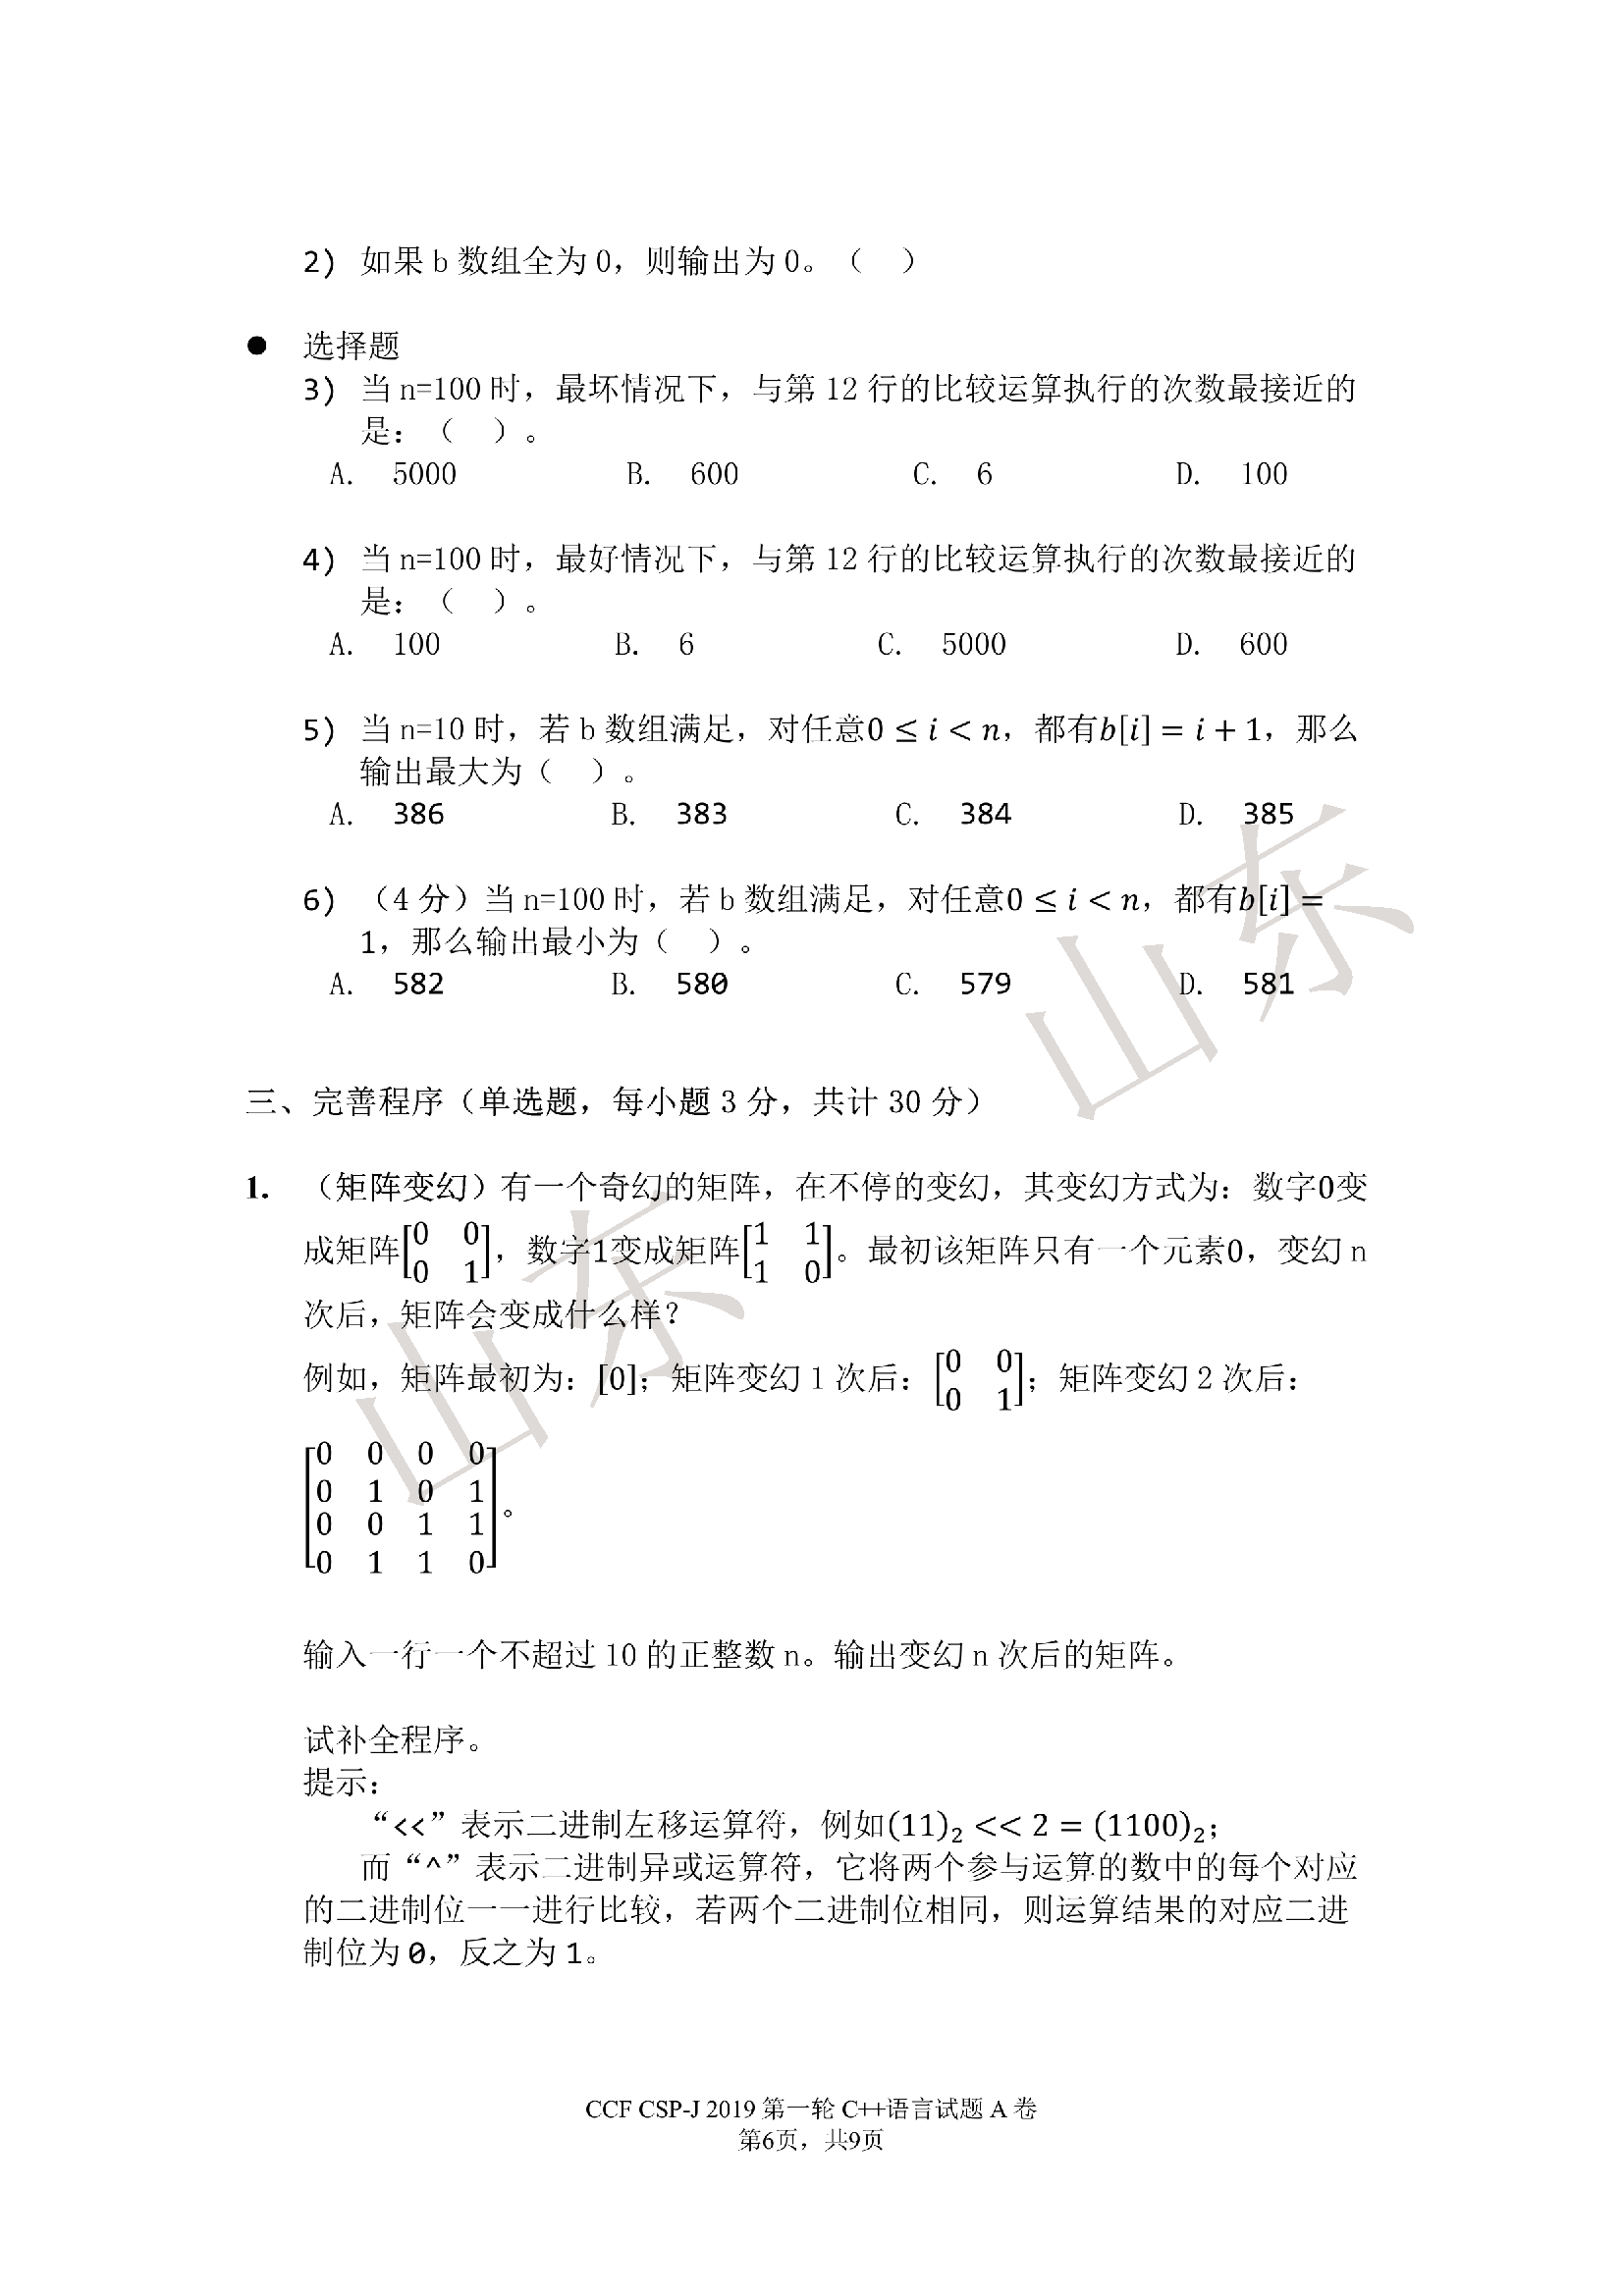 2) 如果 b 数组全为 0，则输出为 0。（ ）
● 选择题
3) 当 n=100 时，最坏情况下，与第 12 行的比较运算执行的次数最接近的
是：（ ）。
A. 5000 B. 600 C. 6 D. 100
4) 当 n=100 时，最好情况下，与第 12 行的比较运算执行的次数最接近的
是：（ ）。
A. 100 B. 6 C. 5000 D. 600
5) 当 n=10 时，若 b 数组满足，对任意0 ≤ i < n，都有b[i] = i + 1，那么
输出最大为（ ）。
A. 386 B. 383 C. 384 D. 385
6) （4 分）当 n=100 时，若 b 数组满足，对任意0 ≤ i < n，都有b[i] =
1，那么输出最小为（ ）。
A. 582 B. 580 C. 579 D. 581
三、完善程序（单选题，每小题 3 分，共计 30 分）
1. （矩阵变幻）有一个奇幻的矩阵，在不停的变幻，其变幻方式为：数字0变
成矩阵[0 0
0 1]，数字1变成矩阵[1 1
1 0]。最初该矩阵只有一个元素0，变幻 n
次后，矩阵会变成什么样？
例如，矩阵最初为：[0]；矩阵变幻 1 次后：[0 0
0 1]；矩阵变幻 2 次后：
[0 0 0 0
0 1 0 1
0 0 1 1
0 1 1 0]。
输入一行一个不超过 10 的正整数 n。输出变幻 n 次后的矩阵。
试补全程序。
提示：
“<<”表示二进制左移运算符，例如(11)₂ << 2 = (1100)₂；
而“^”表示二进制异或运算符，它将两个参与运算的数中的每个对应
的二进制位一一进行比较，若两个二进制位相同，则运算结果的对应二进
制位为 0，反之为 1。
CCF CSP-J 2019 第一轮 C++语言试题 A 卷
第6页，共9页
山东
山东